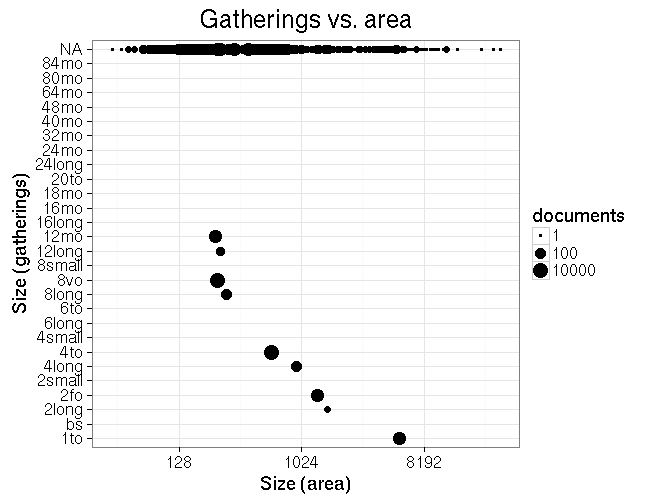 Gatherings vs. area
Size (gatherings)
NA
84mo
80mo
64mo
48mo
40mo
32mo
24mo
24long
20to
18mo
16mo
16long
12mo
12long
8small
8vo
8long
6to
6long
4small
4to
4long
2small
2fo
2long
bs
1to
128
1024
8192
Size (area)
documents
1
100
10000